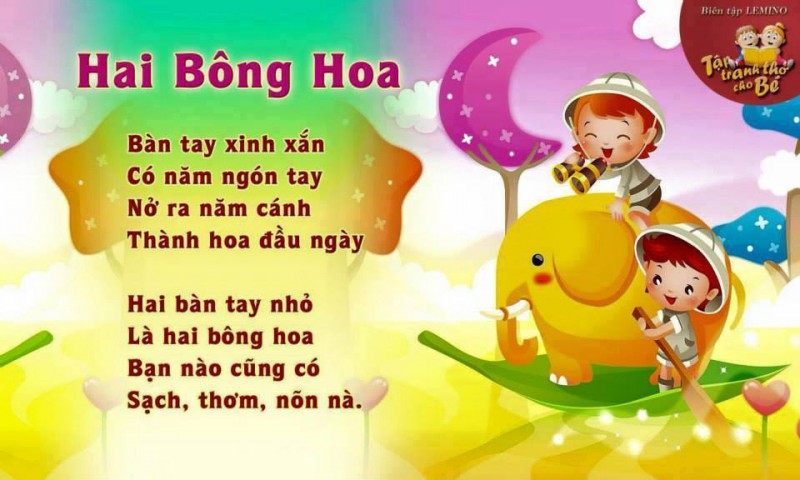 Biên tập LEMINO
Tập
tranh thơ
cho Bé
Hai Bông Hoa
Bàn tay xinh xắn
Có năm ngón tay
Nở ra năm cánh
Thành hoa đầu ngày
Hai bàn tay nhỏ
Là hai bông hoa
Bạn nào cũng có
Sạch, thơm, nõn nà.